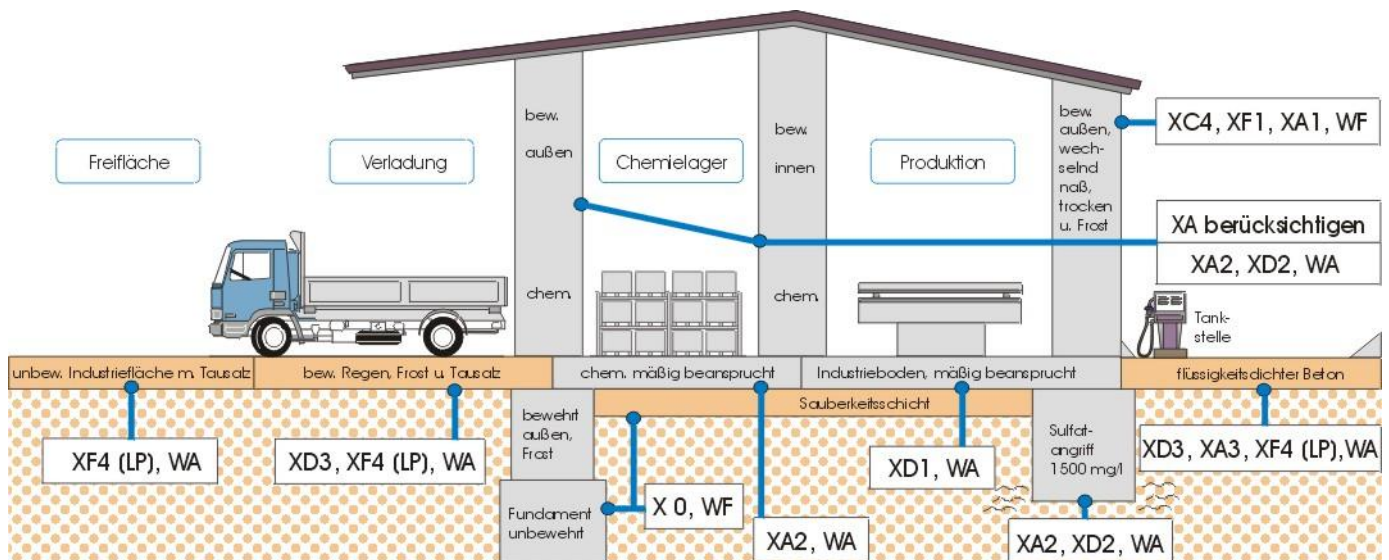 Freifläche
Verladung
bew.
außen
chem.
Chemielager
bew.
innen
chem.
Produktion
bew.
außen,
wech-
selnd
naß,
trocken
u. Frost
XC4, XF1, XA1, WF
XA berücksichtigen
XA2, XD2, WA
Tank-
stelle
unbew. Industriefläche m. Tausalz
bew. Regen, Frost u. Tausalz
chem. mäßig beansprucht
Industrieboden, mäßig beansprucht
flüssigkeitsdichter Beton
Sauberkeitsschicht
bewehrt
außen,
Frost
Sulfat-
angriff
1500 mg/l
XF4 (LP), WA
XD3, XF4 (LP), WA
XD1, WA
XD3, XA3, XF4 (LP),WA
Fundament
unbewehrt
X 0, WF
XA2, WA
XA2, XD2, WA